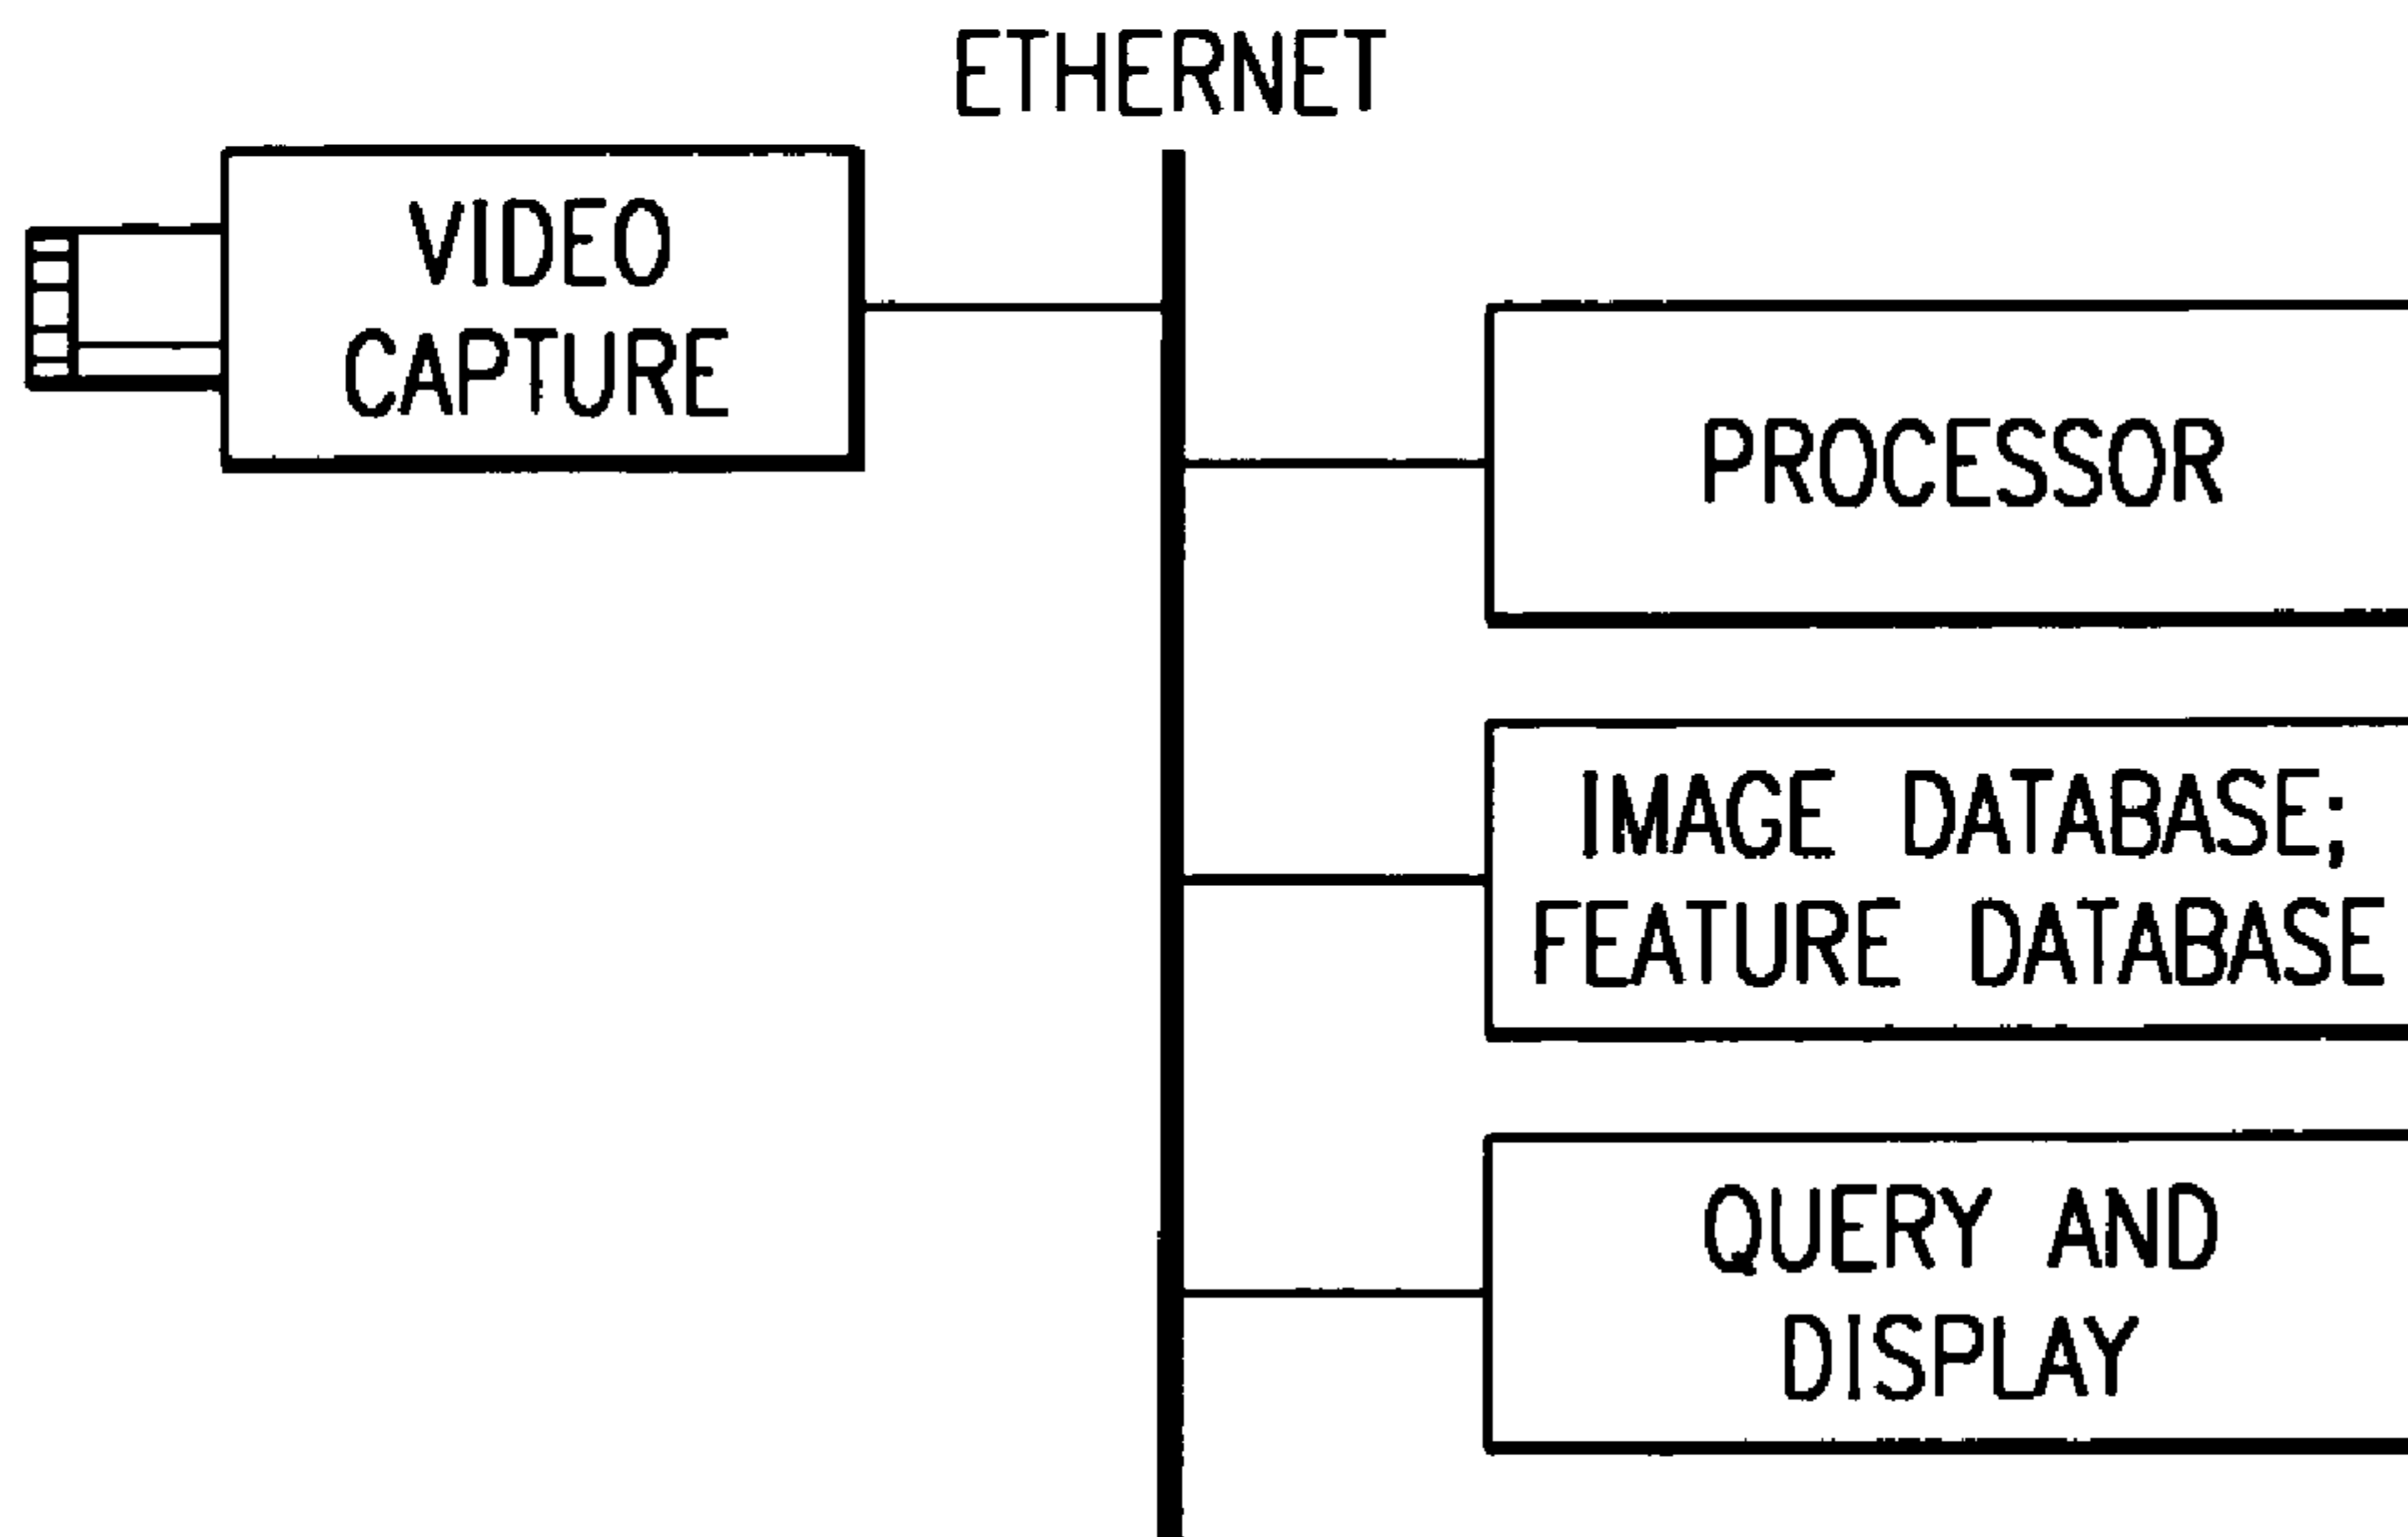 ETHERNET
VIDEO
CAPTURE
PROCESSOR
IMAGE DATABASE;
FEATURE DATABASE
QUERY AND
DISPLAY